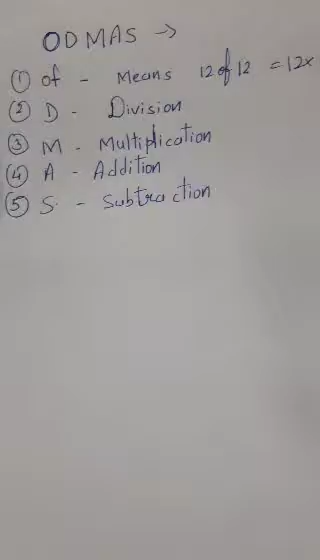 ODMAS →
① of - Means 12 of 12 = 12x
② D - Division
③ M - Multiplication
④ A - Addition
⑤ S - Subtraction